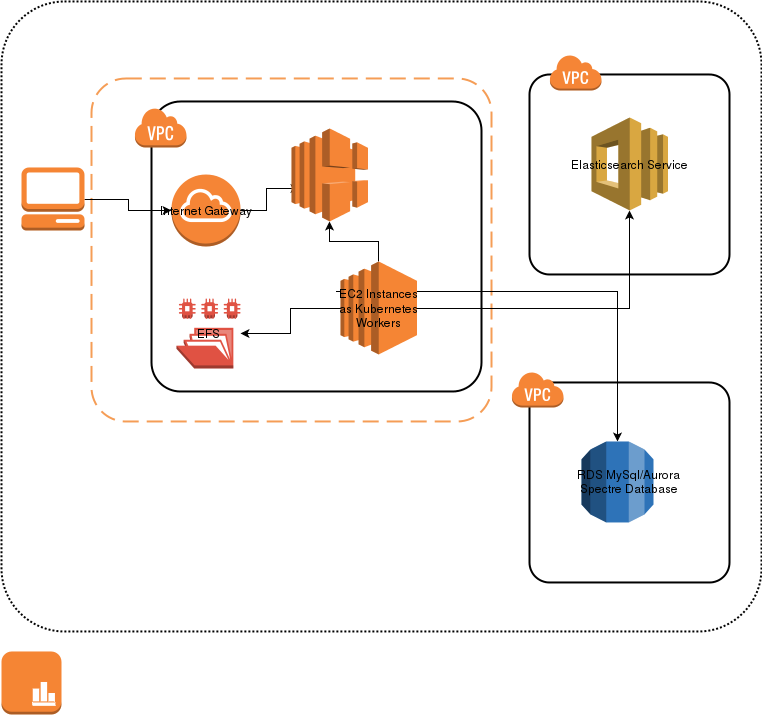 VPC
VPC
Elasticsearch Service
Internet Gateway
EC2 Instances
as Kubernetes
Workers
EFS
VPC
RDS MySql/Aurora
Spectre Database